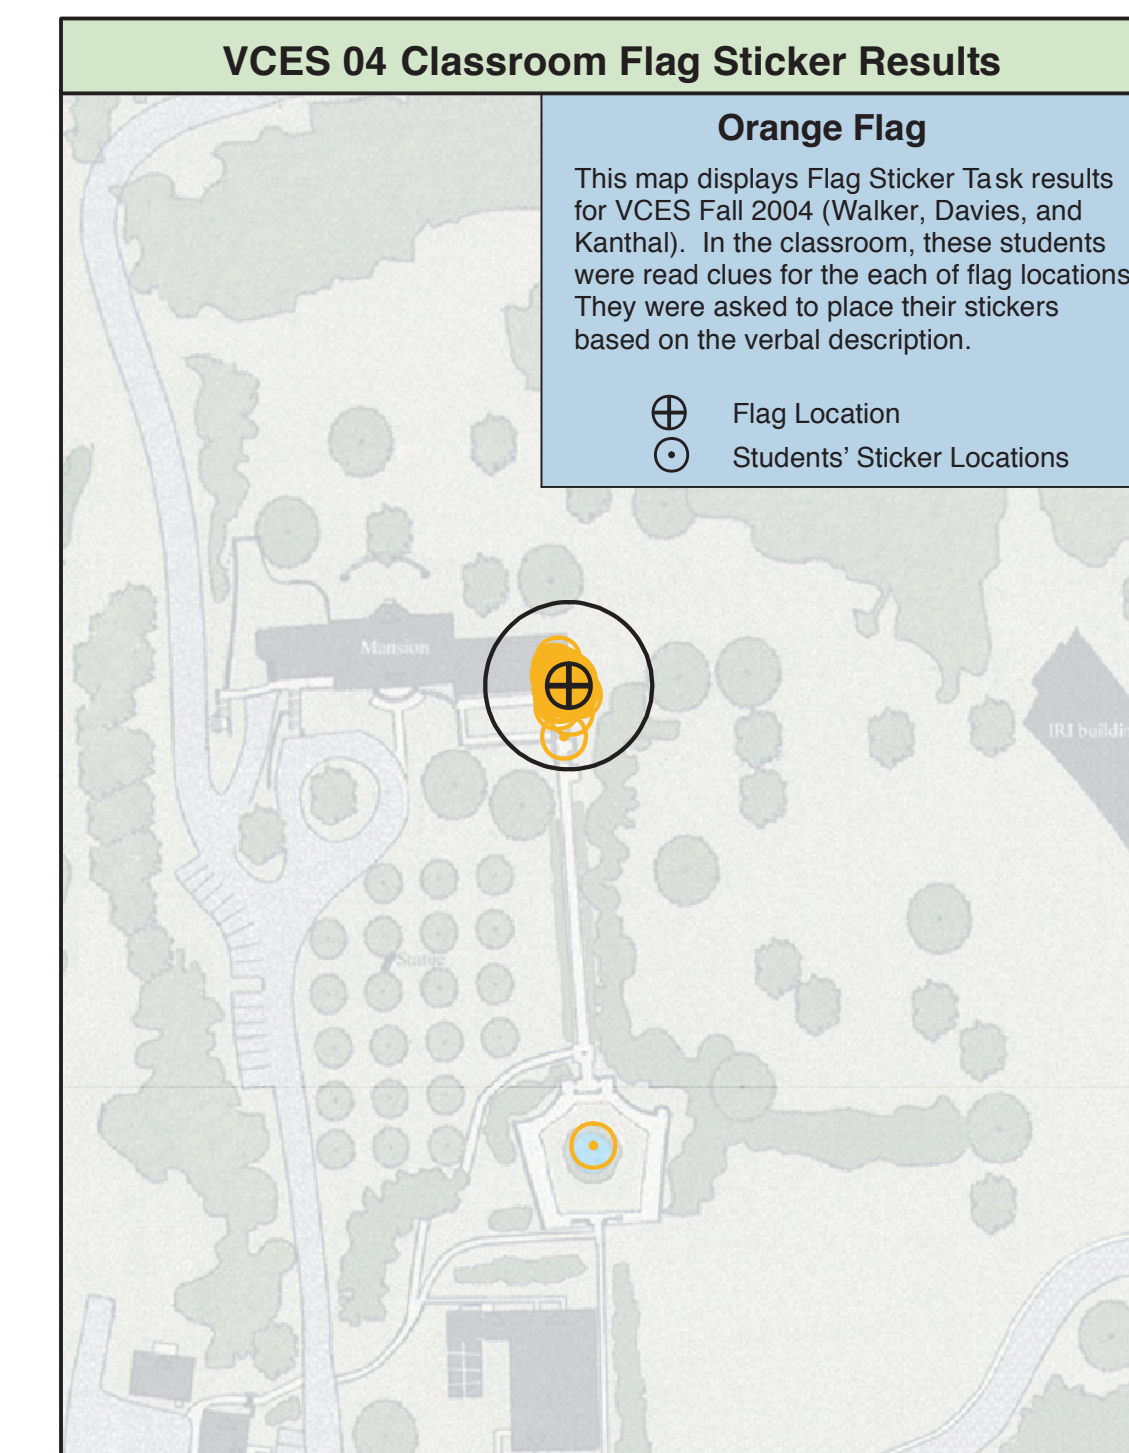 VCES 04 Classroom Flag Sticker Results
Orange Flag
This map displays Flag Sticker Task results
for VCES Fall 2004 (Walker, Davies, and
Kanthal). In the classroom, these students
were read clues for the each of flag locations
They were asked to place their stickers
based on the verbal description.
Flag Location
Students’ Sticker Locations
Mansion
IRI
Statue